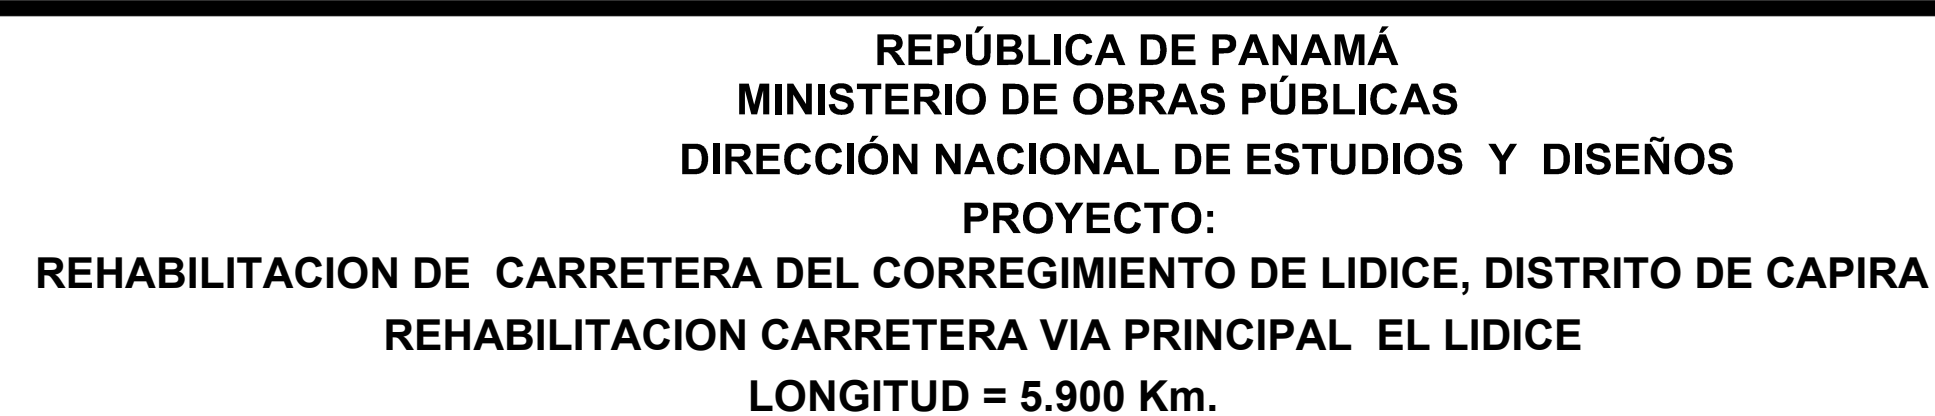 REPÚBLICA DE PANAMÁ
MINISTERIO DE OBRAS PÚBLICAS
DIRECCIÓN NACIONAL DE ESTUDIOS Y DISEÑOS
PROYECTO:
REHABILITACION DE CARRETERA DEL CORREGIMIENTO DE LIDICE, DISTRITO DE CAPIRA
REHABILITACION CARRETERA VIA PRINCIPAL EL LIDICE
LONGITUD = 5.900 Km.